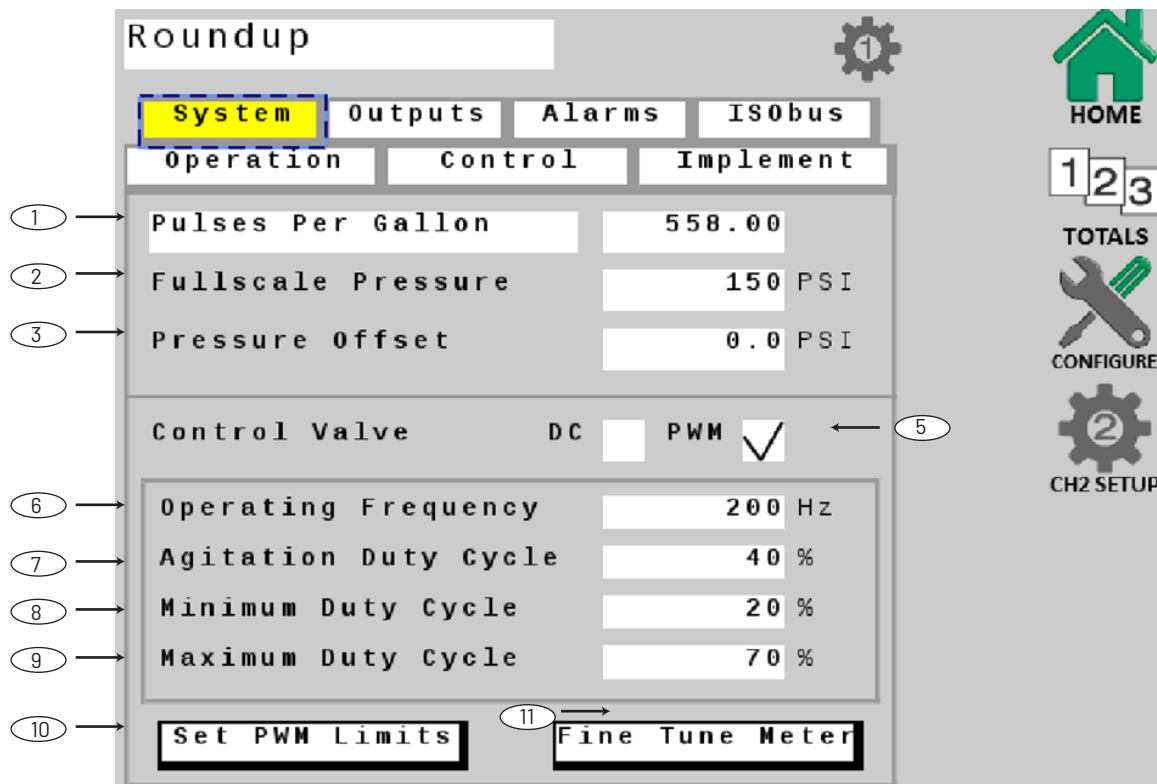 Roundup
1
System Outputs Alarms ISObus
Operation Control Implement
1 Pulses Per Gallon 558.00
2 Fullscale Pressure 150 PSI
3 Pressure Offset 0.0 PSI
Control Valve DC PWM 5
6 Operating Frequency 200 Hz
7 Agitation Duty Cycle 40 %
8 Minimum Duty Cycle 20 %
9 Maximum Duty Cycle 70 %
10 Set PWM Limits 11 Fine Tune Meter
HOME
1 2 3
TOTALS
CONFIGURE
2
CH2 SETUP